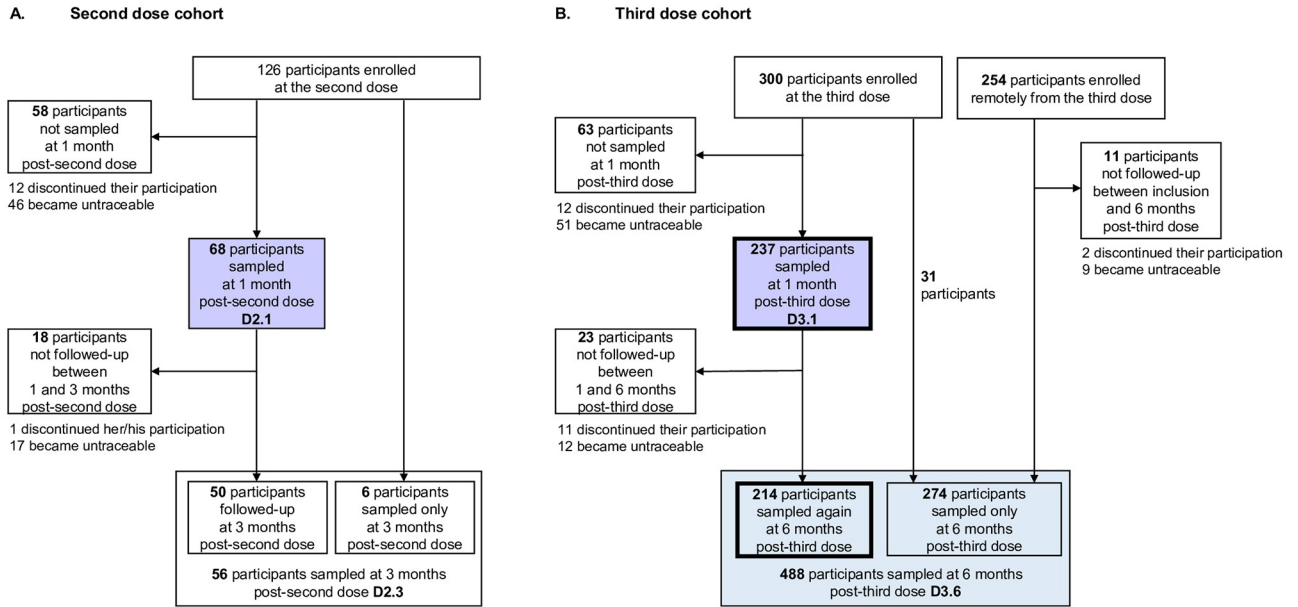 A. Second dose cohort
126 participants enrolled
at the second dose
58 participants
not sampled
at 1 month
post-second dose
12 discontinued their participation
46 became untraceable
68 participants
sampled
at 1 month
post-second dose
D2.1
18 participants
not followed-up
between
1 and 3 months
post-second dose
1 discontinued her/his participation
17 became untraceable
50 participants
followed-up
at 3 months
post-second dose
6 participants
sampled only
at 3 months
post-second dose
56 participants sampled at 3 months
post-second dose D2.3
B. Third dose cohort
300 participants enrolled
at the third dose
254 participants enrolled
remotely from the third dose
63 participants
not sampled
at 1 month
post-third dose
12 discontinued their participation
51 became untraceable
11 participants
not followed-up
between inclusion
and 6 months
post-third dose
2 discontinued their participation
9 became untraceable
237 participants
sampled
at 1 month
post-third dose
D3.1
31
participants
23 participants
not followed-up
between
1 and 6 months
post-third dose
11 discontinued their participation
12 became untraceable
214 participants
sampled again
at 6 months
post-third dose
274 participants
sampled only
at 6 months
post-third dose
488 participants sampled at 6 months
post-third dose D3.6